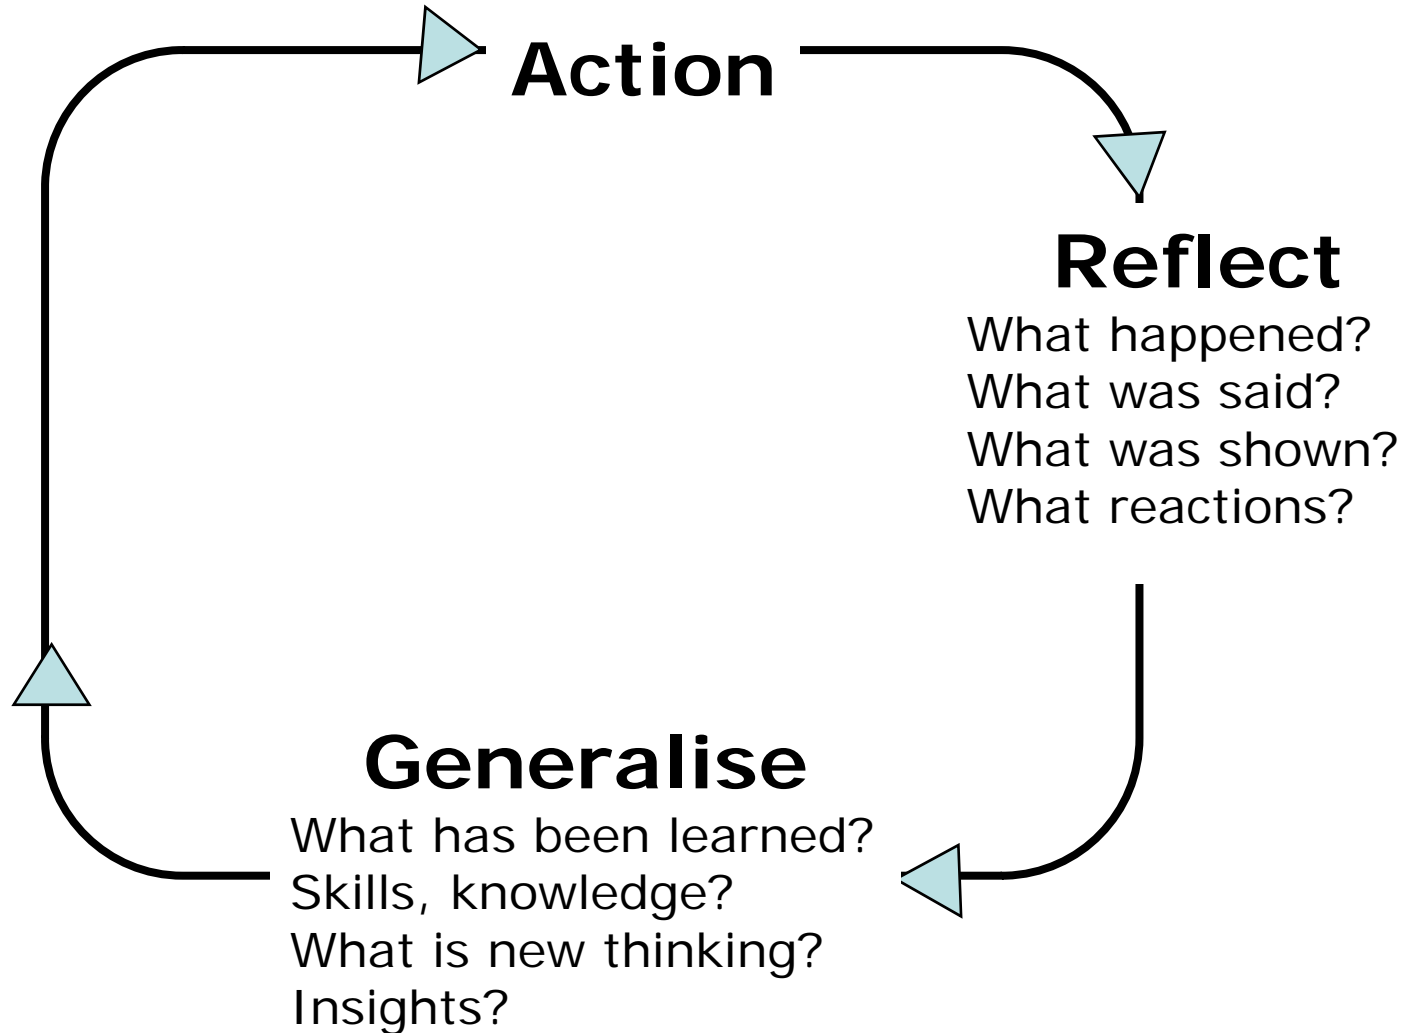 Action
Reflect
What happened?
What was said?
What was shown?
What reactions?
Generalise
What has been learned?
Skills, knowledge?
What is new thinking?
Insights?